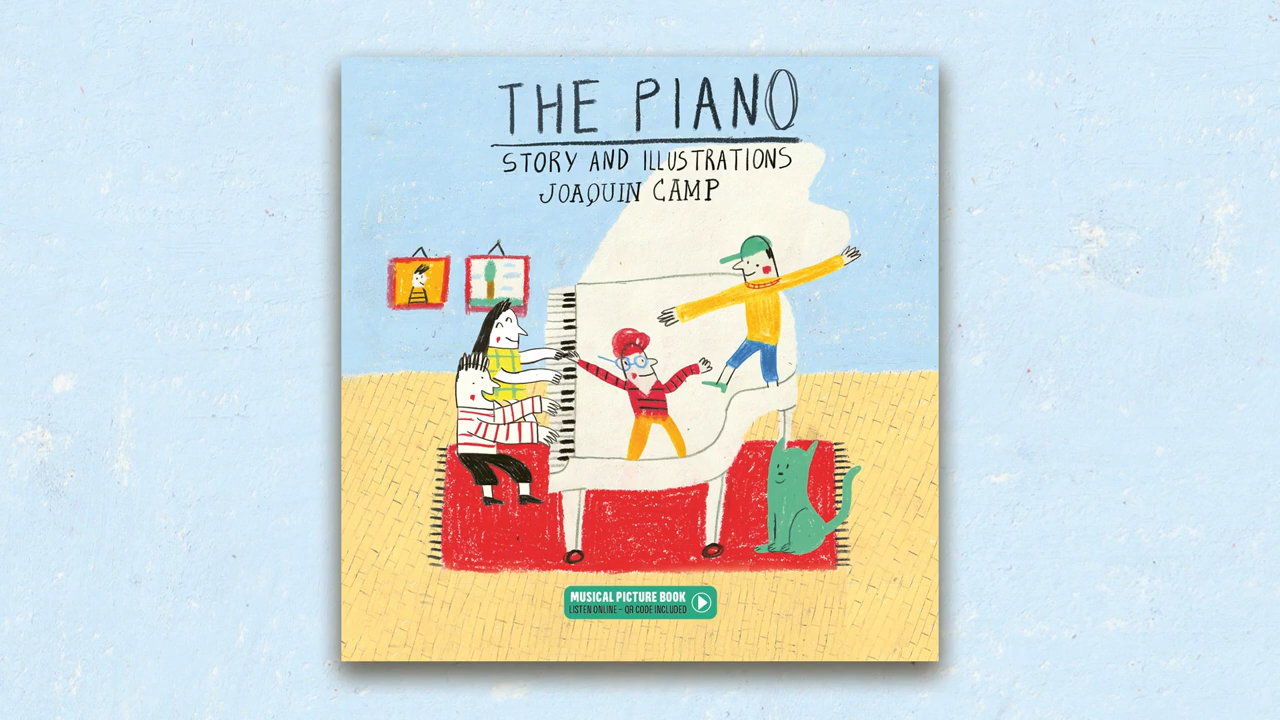 THE PIANO
STORY AND ILLUSTRATIONS
JOAQUIN CAMP
MUSICAL PICTURE BOOK
LISTEN ONLINE - QR CODE INCLUDED